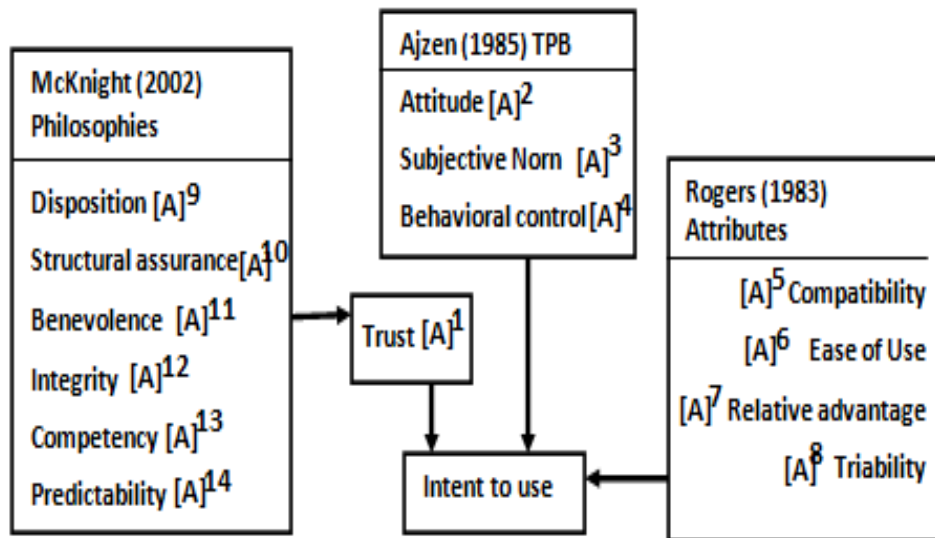 McKnight (2002)
Philosophies
Disposition [A]9
Structural assurance[A]10
Benevolence [A]11
Integrity [A]12
Competency [A]13
Predictability [A]14
Trust [A]1
Ajzen (1985) TPB
Attitude [A]2
Subjective Norn [A]3
Behavioral control[A]4
Intent to use
Rogers (1983)
Attributes
[A]5 Compatibility
[A]6 Ease of Use
[A]7 Relative advantage
[A]8 Triability